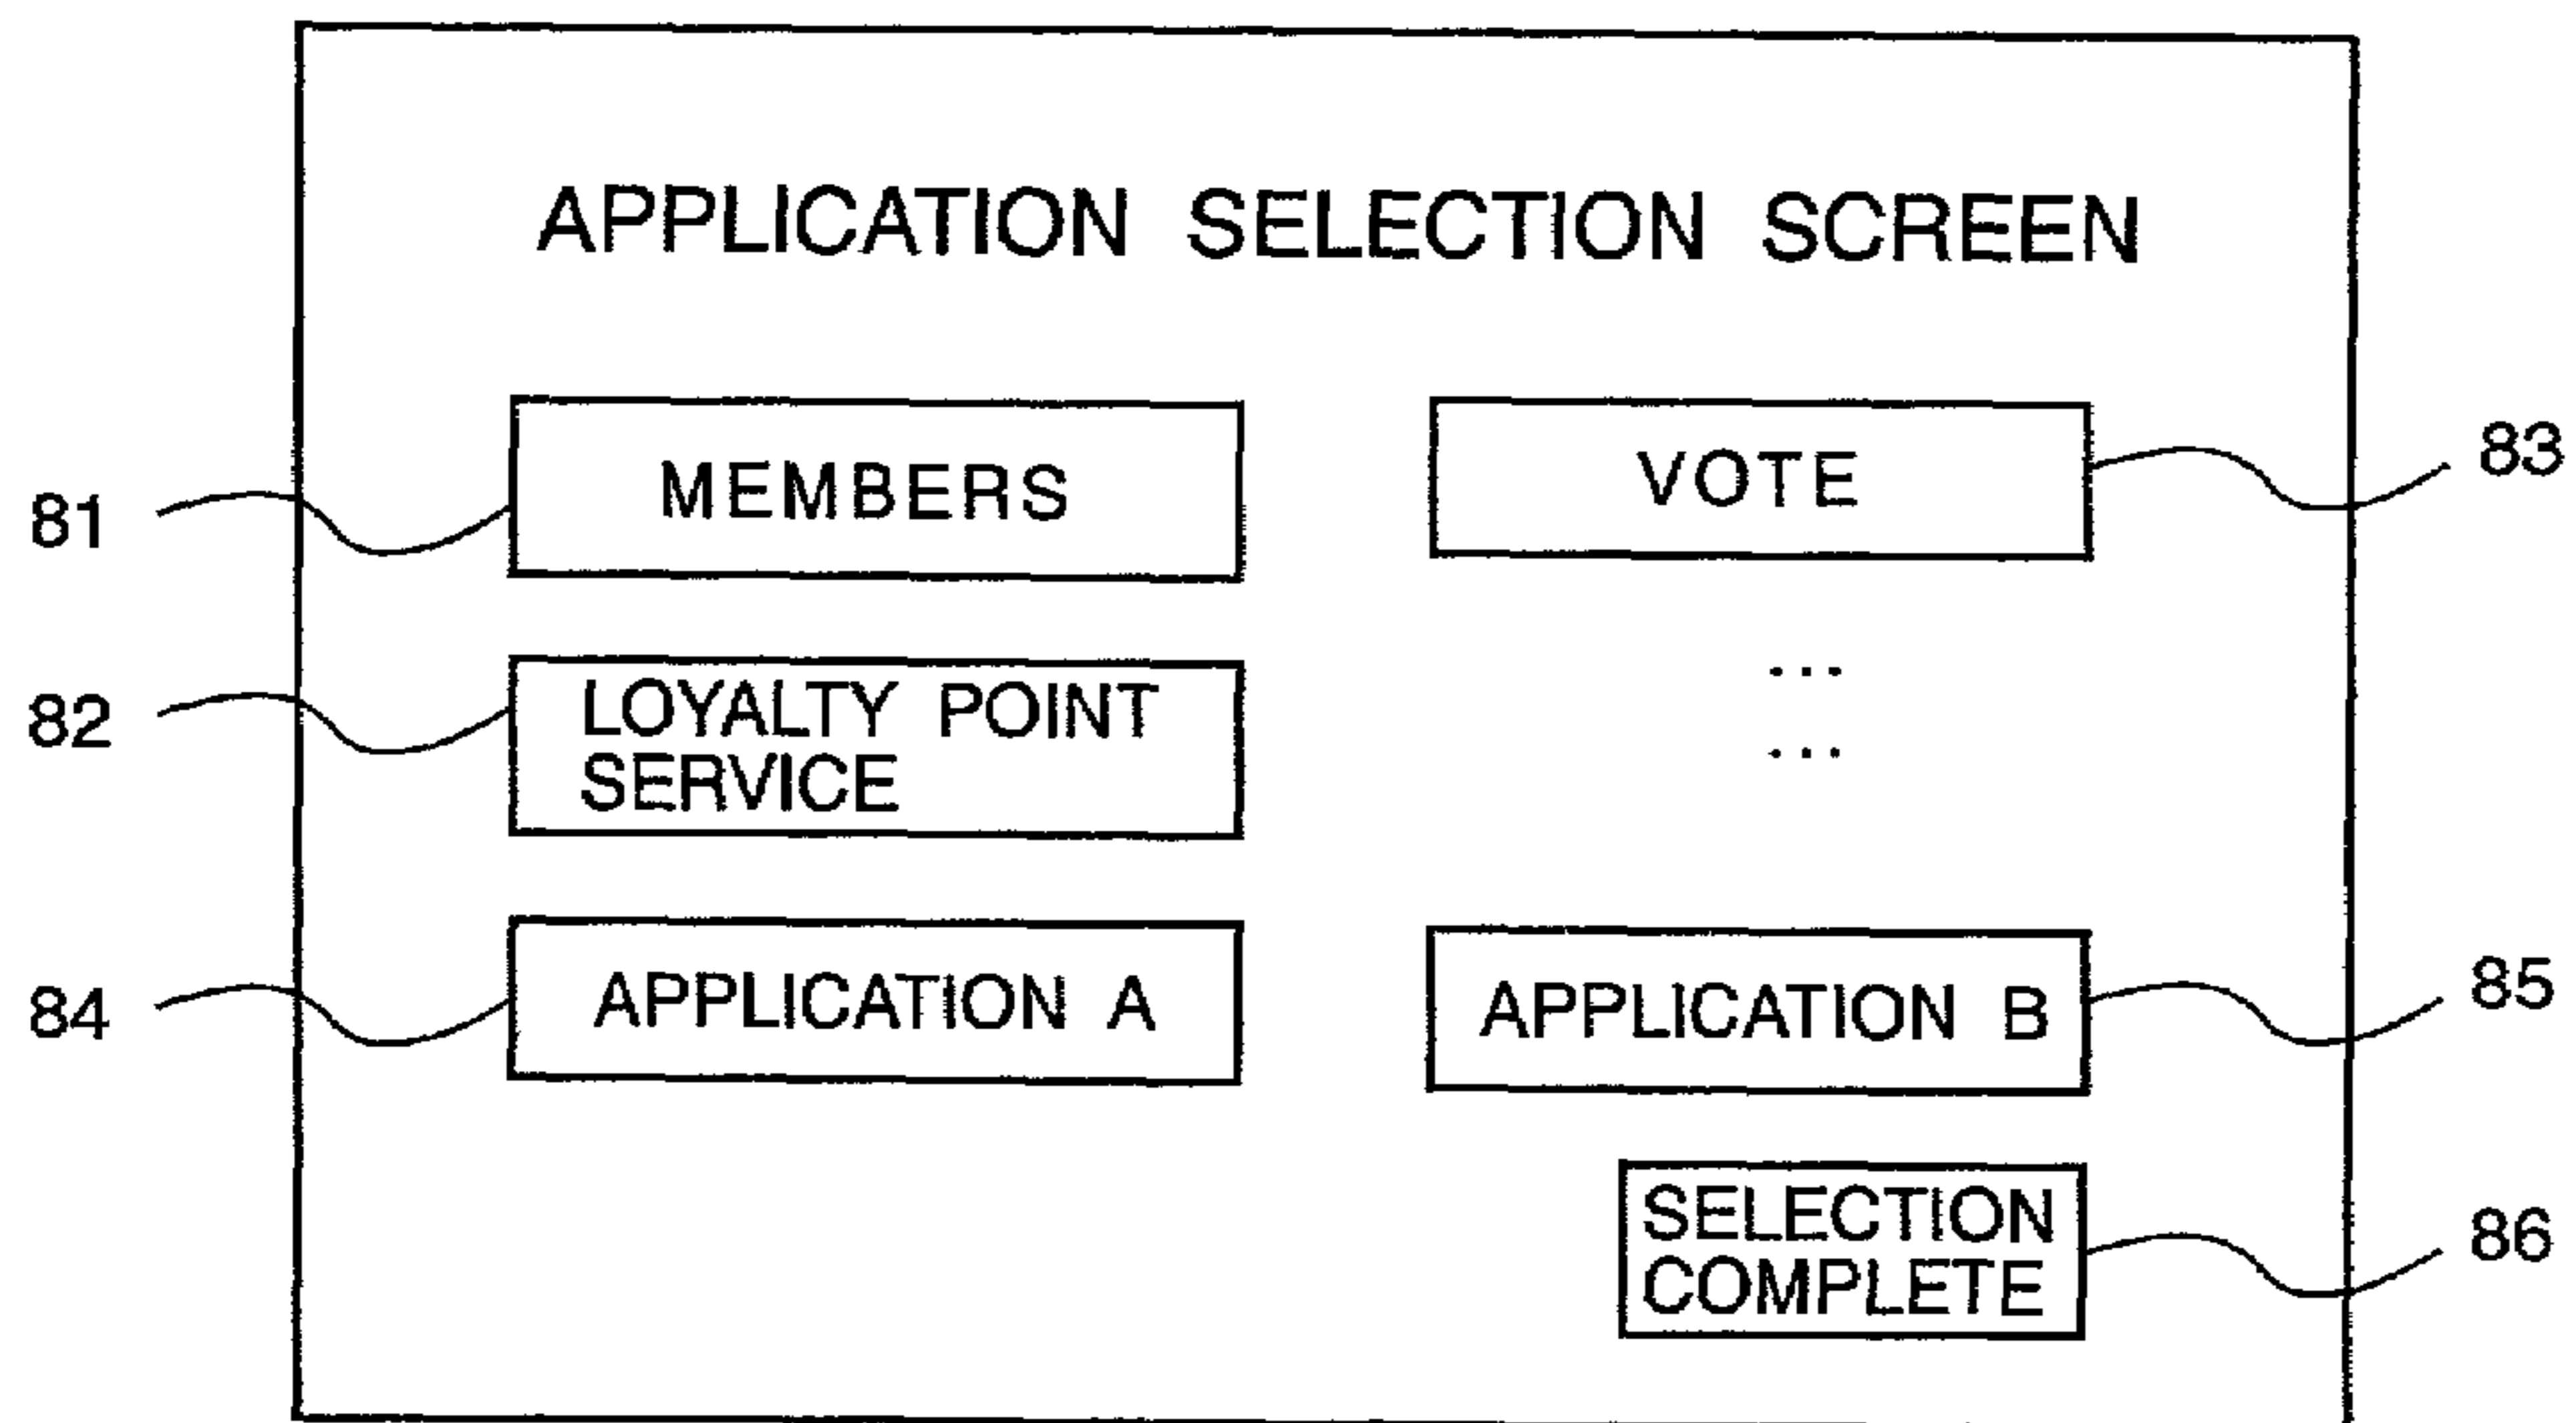 APPLICATION SELECTION SCREEN
MEMBERS
VOTE
83
81
LOYALTY POINT
SERVICE
82
...
...
APPLICATION A
84
APPLICATION B
85
SELECTION
COMPLETE
86